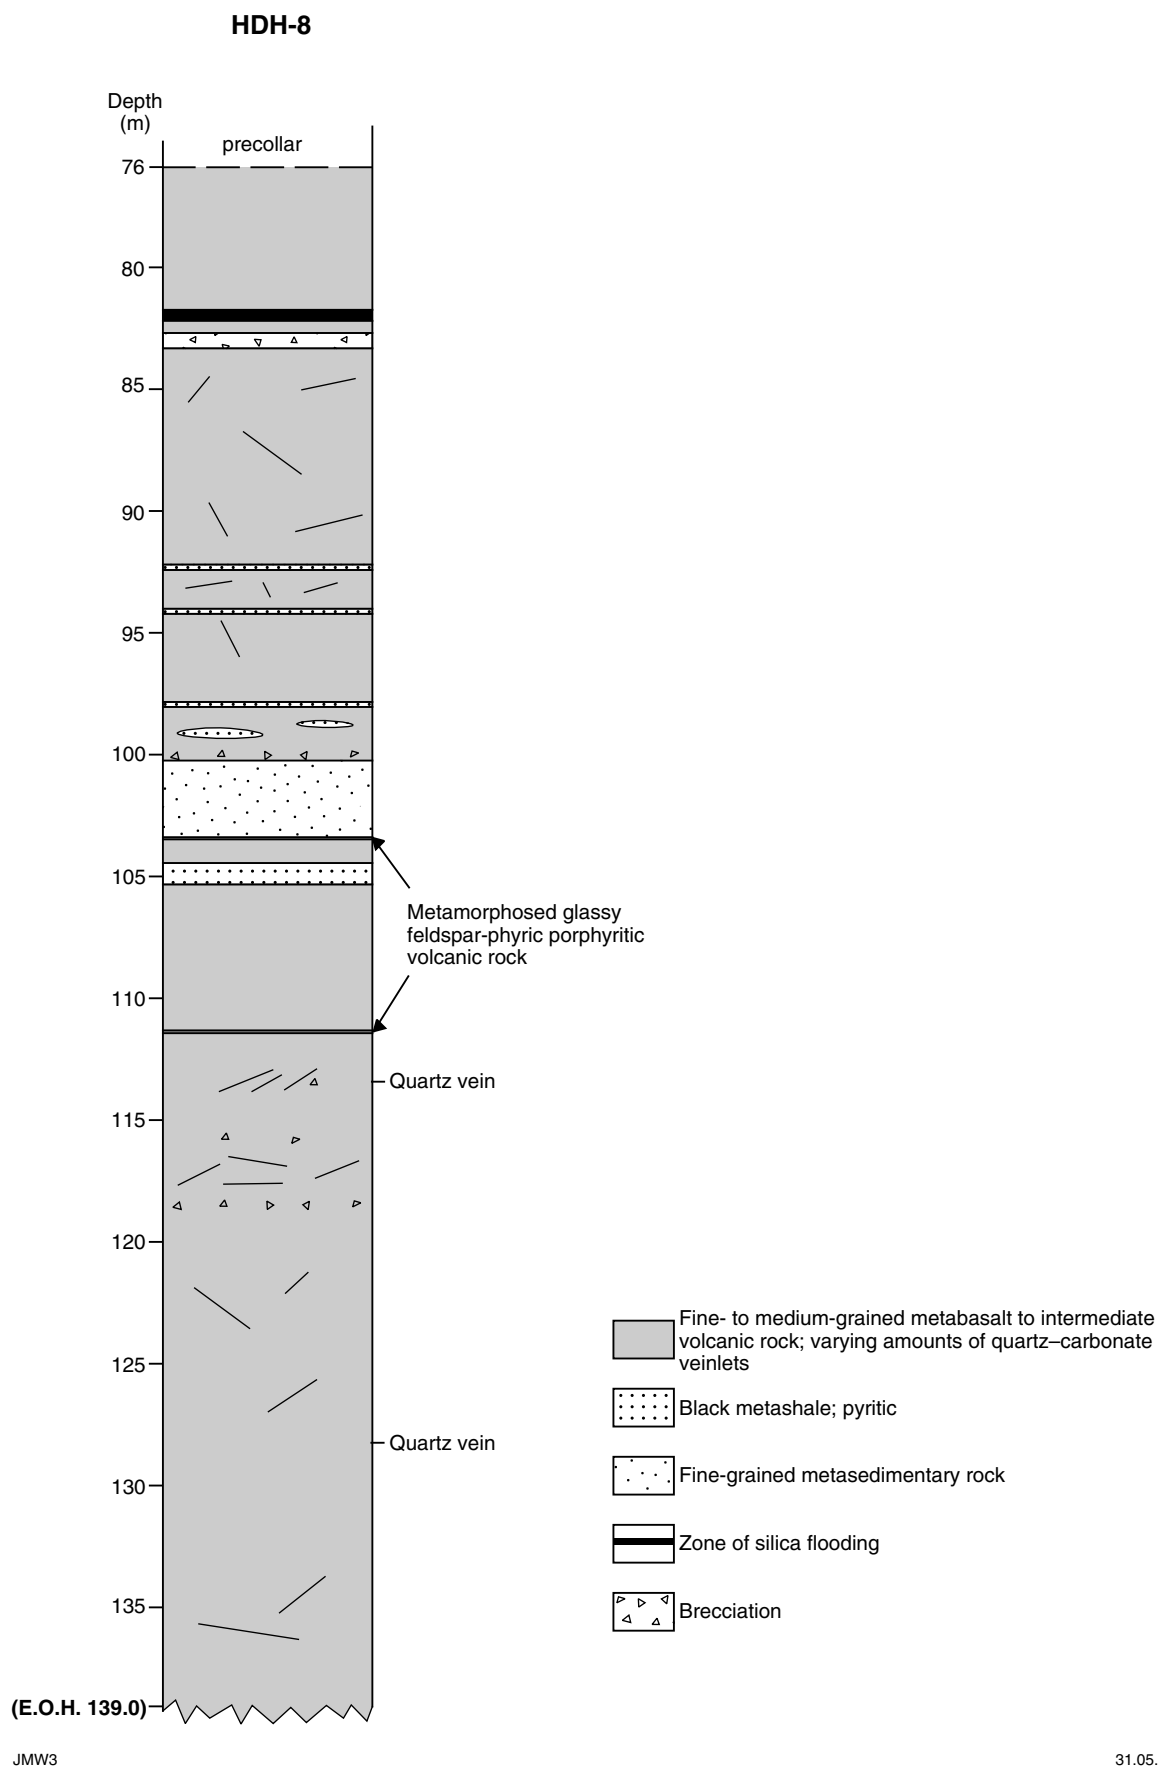 HDH-8
Depth
(m)
precollar
76
80
85
90
95
100
105
Metamorphosed glassy
feldspar-phyric porphyritic
volcanic rock
110
Quartz vein
115
120
125
Quartz vein
130
135
(E.O.H. 139.0)
Fine- to medium-grained metabasalt to intermediate
volcanic rock; varying amounts of quartz–carbonate
veinlets
Black metashale; pyritic
Fine-grained metasedimentary rock
Zone of silica flooding
Brecciation
JMW3
31.05.